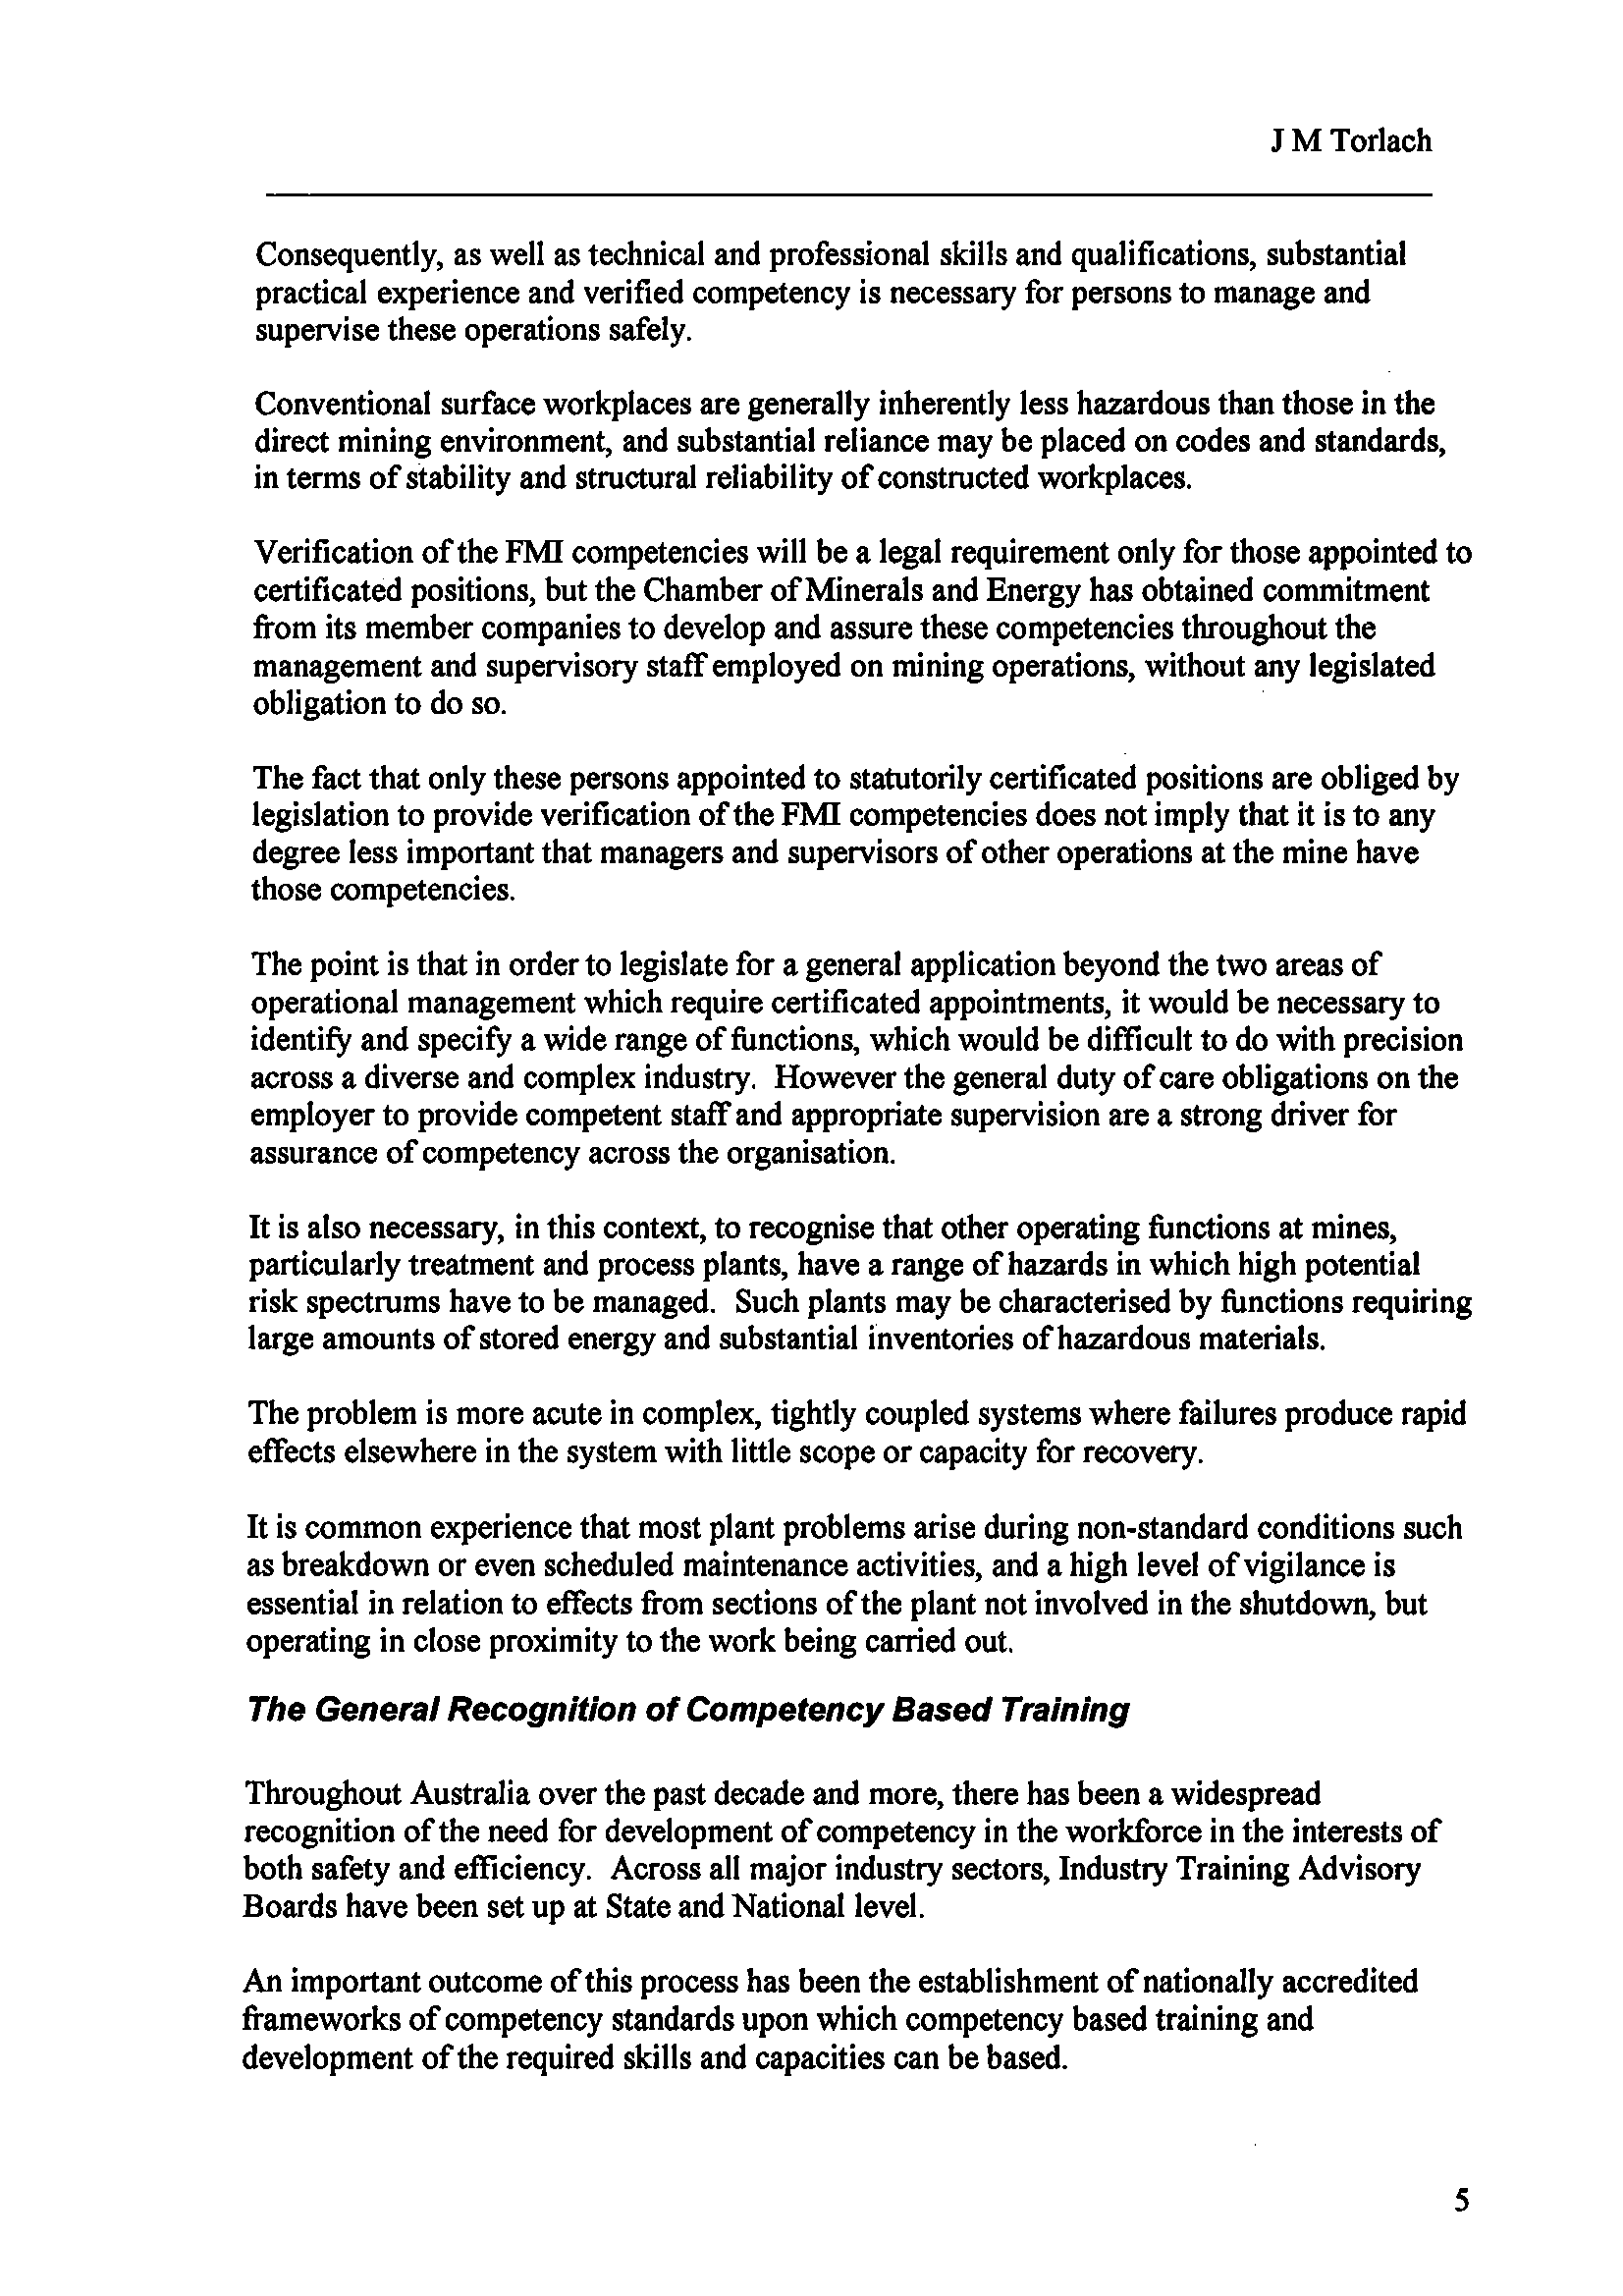 J M Torlach
Consequently, as well as technical and professional skills and qualifications, substantial
practical experience and verified competency is necessary for persons to manage and
supervise these operations safely.
Conventional surface workplaces are generally inherently less hazardous than those in the
direct mining environment, and substantial reliance may be placed on codes and standards,
in terms of stability and structural reliability of constructed workplaces.
Verification of the FMI competencies will be a legal requirement only for those appointed to
certificated positions, but the Chamber of Minerals and Energy has obtained commitment
from its member companies to develop and assure these competencies throughout the
management and supervisory staff employed on mining operations, without any legislated
obligation to do so.
The fact that only these persons appointed to statutorily certificated positions are obliged by
legislation to provide verification of the FMI competencies does not imply that it is to any
degree less important that managers and supervisors of other operations at the mine have
those competencies.
The point is that in order to legislate for a general application beyond the two areas of
operational management which require certificated appointments, it would be necessary to
identify and specify a wide range of functions, which would be difficult to do with precision
across a diverse and complex industry. However the general duty of care obligations on the
employer to provide competent staff and appropriate supervision are a strong driver for
assurance of competency across the organisation.
It is also necessary, in this context, to recognise that other operating functions at mines,
particularly treatment and process plants, have a range of hazards in which high potential
risk spectrums have to be managed. Such plants may be characterised by functions requiring
large amounts of stored energy and substantial inventories of hazardous materials.
The problem is more acute in complex, tightly coupled systems where failures produce rapid
effects elsewhere in the system with little scope or capacity for recovery.
It is common experience that most plant problems arise during non-standard conditions such
as breakdown or even scheduled maintenance activities, and a high level of vigilance is
essential in relation to effects from sections of the plant not involved in the shutdown, but
operating in close proximity to the work being carried out.
The General Recognition of Competency Based Training
Throughout Australia over the past decade and more, there has been a widespread
recognition of the need for development of competency in the workforce in the interests of
both safety and efficiency. Across all major industry sectors, Industry Training Advisory
Boards have been set up at State and National level.
An important outcome of this process has been the establishment of nationally accredited
frameworks of competency standards upon which competency based training and
development of the required skills and capacities can be based.
5